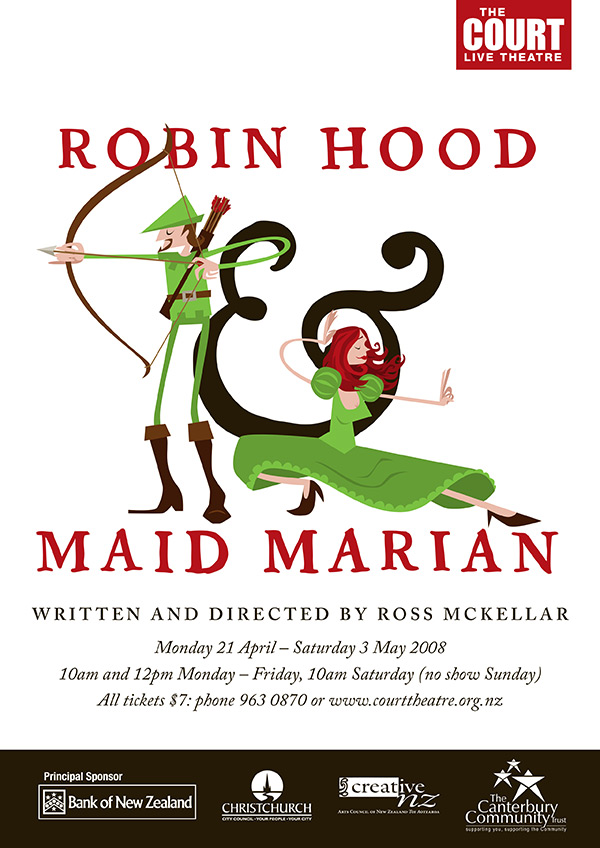 THE
COURT
LIVE THEATRE
ROBIN HOOD
&
MAID MARIAN
WRITTEN AND DIRECTED BY ROSS MCKELLAR
Monday 21 April – Saturday 3 May 2008
10am and 12pm Monday – Friday, 10am Saturday (no show Sunday)
All tickets $7: phone 963 0870 or www.courttheatre.org.nz
Principal Sponsor
Bank of New Zealand
CHRISTCHURCH
CITY COUNCIL · YOUR PEOPLE · YOUR CITY
creative
nz
ARTS COUNCIL OF NEW ZEALAND TOI AOTEAROA
The
Canterbury
Community Trust
supporting you, supporting the Community